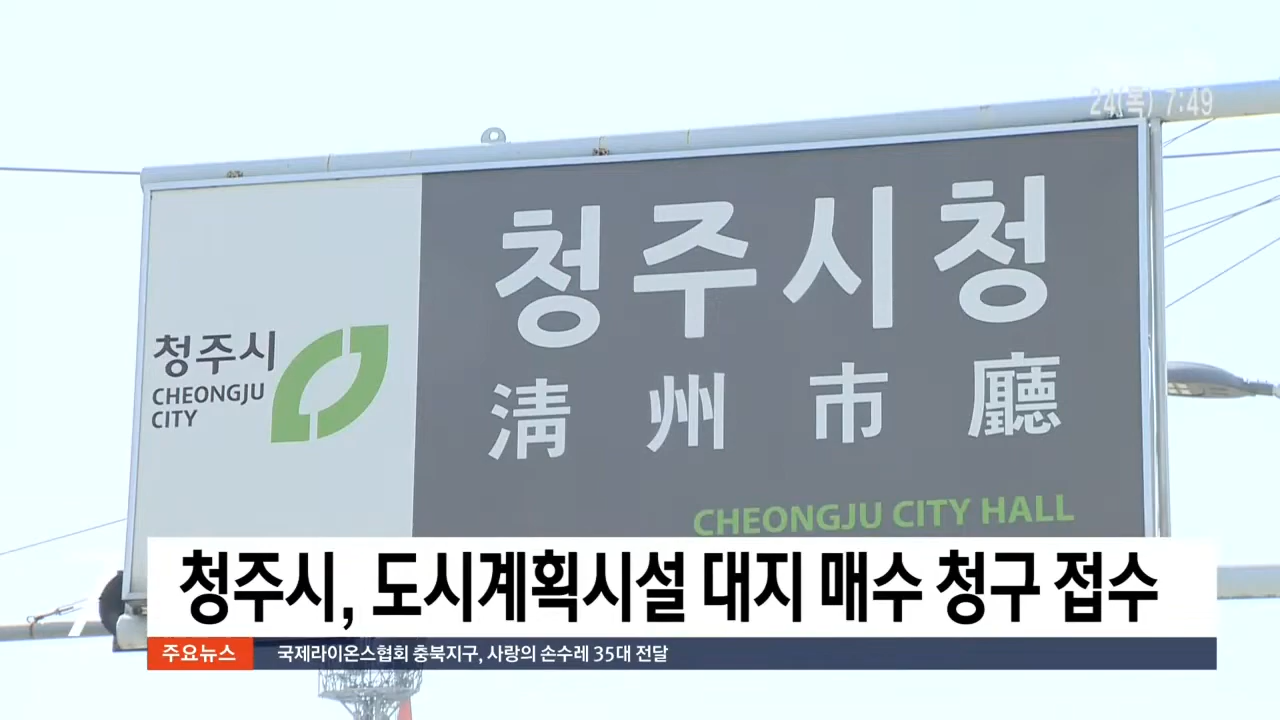 24(목) 7:49
청주시청
淸州市廳
CHEONGJU CITY HALL
청주시
CHEONGJU
CITY
청주시, 도시계획시설 대지 매수 청구 접수
주요뉴스
국제라이온스협회 충북지구, 사랑의 손수레 35대 전달